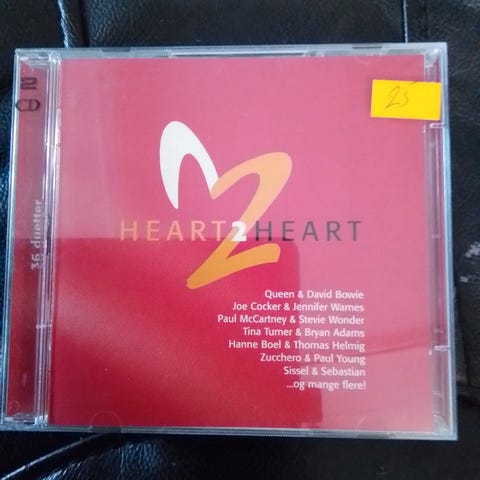 2
CD
36 duetter
25
HEART2HEART
Queen & David Bowie
Joe Cocker & Jennifer Warnes
Paul McCartney & Stevie Wonder
Tina Turner & Bryan Adams
Hanne Boel & Thomas Helmig
Zucchero & Paul Young
Sissel & Sebastian
...og mange flere!